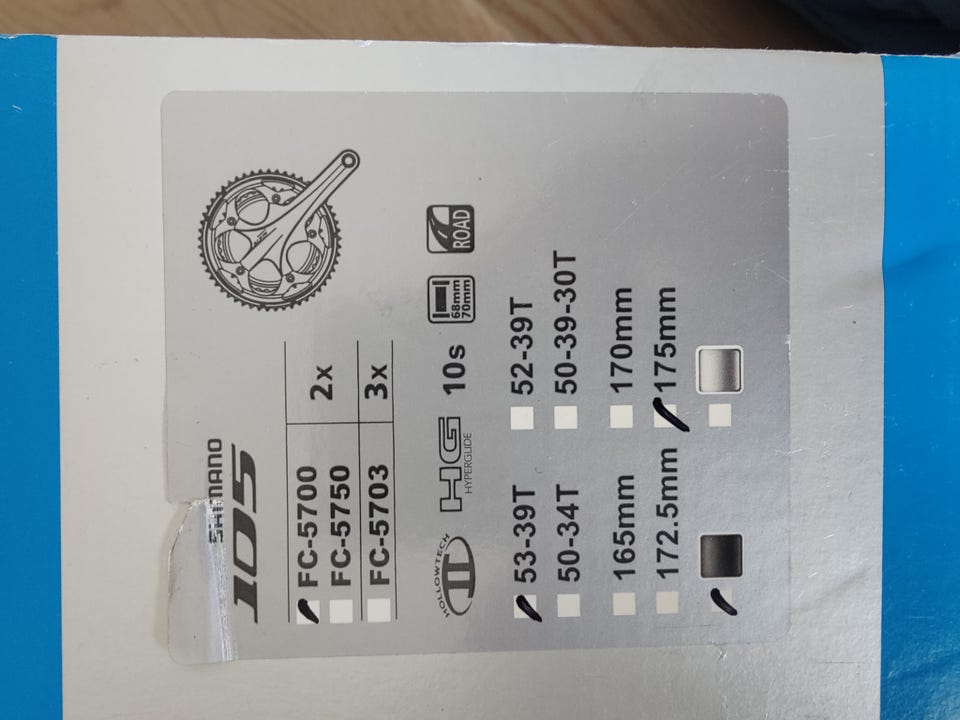 SHIMANO
105
FC-5700 2x
FC-5750
FC-5703 3x
HOLLOWTECH II HG HYPERGLIDE 10s 68mm 70mm ROAD
53-39T 52-39T
50-34T 50-39-30T
165mm 170mm
172.5mm 175mm